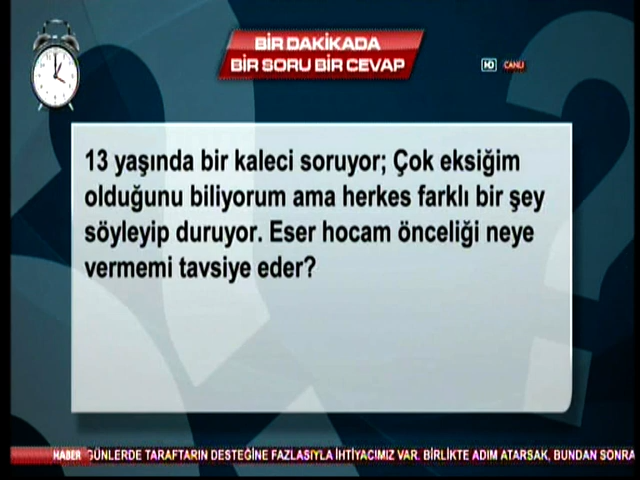 BİR DAKİKADA
BİR SORU BİR CEVAP
HD CANLI
13 yaşında bir kaleci soruyor; Çok eksiğim
olduğunu biliyorum ama herkes farklı bir şey
söyleyip duruyor. Eser hocam önceliği neye
vermemi tavsiye eder?
HABER GÜNLERDE TARAFTARIN DESTEĞİNE FAZLASIYLA İHTİYACIMIZ VAR. BİRLİKTE ADIM ATARSAK, BUNDAN SONRA